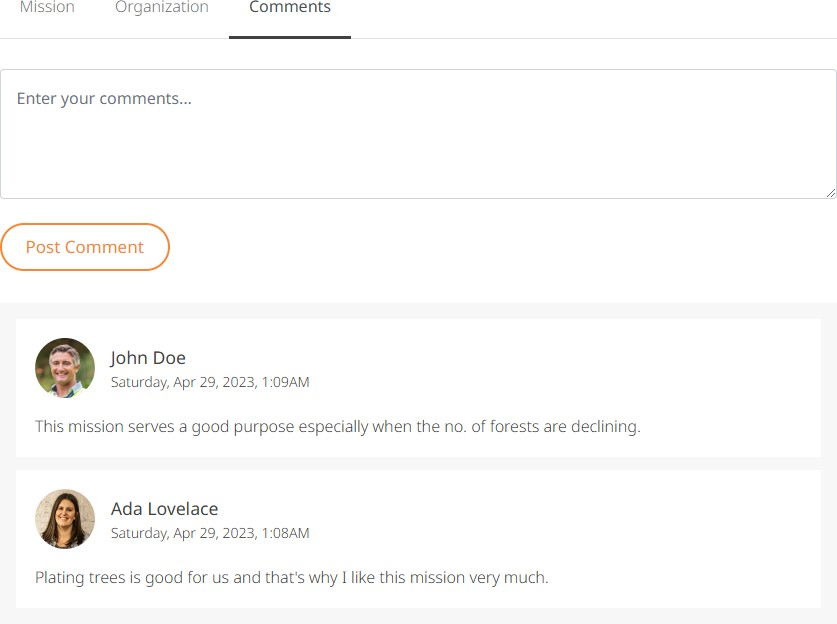 Mission Organization Comments
Enter your comments...
Post Comment
John Doe
Saturday, Apr 29, 2023, 1:09AM
This mission serves a good purpose especially when the no. of forests are declining.
Ada Lovelace
Saturday, Apr 29, 2023, 1:08AM
Plating trees is good for us and that's why I like this mission very much.